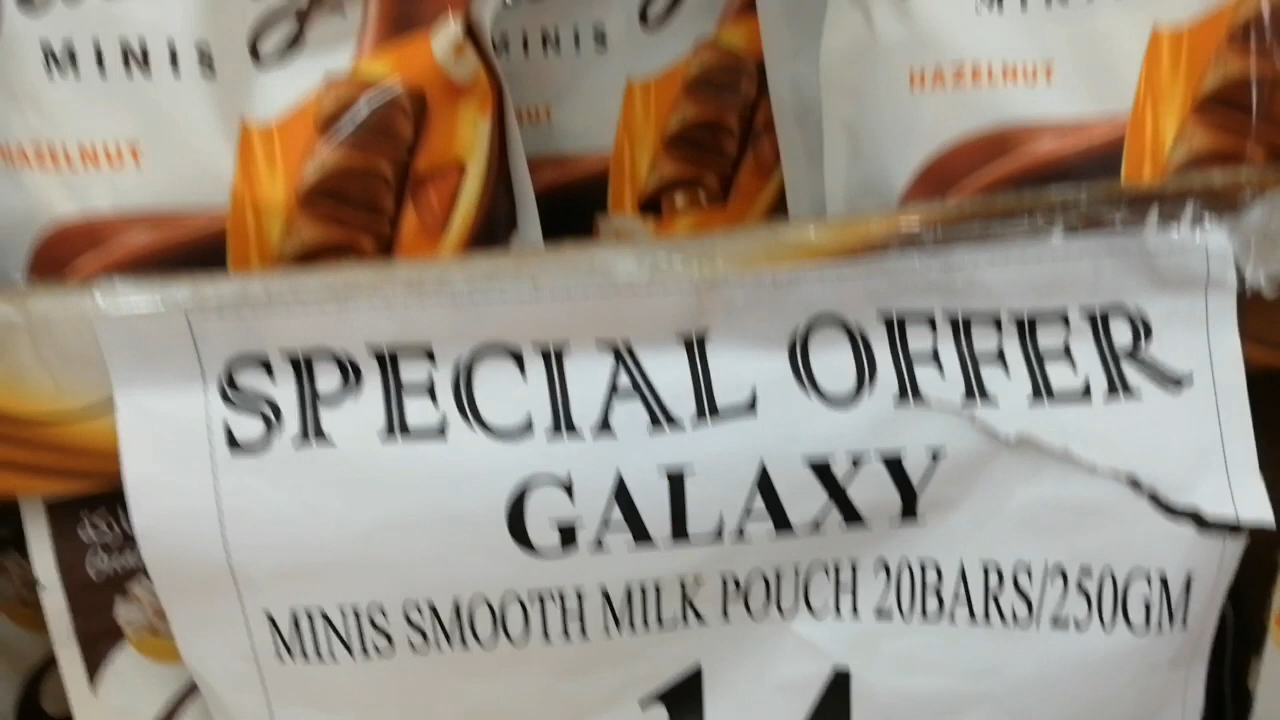 MINIS
MINIS
HAZELNUT
HAZELNUT
SPECIAL OFFER
GALAXY
MINIS SMOOTH MILK POUCH 20BARS/250GM